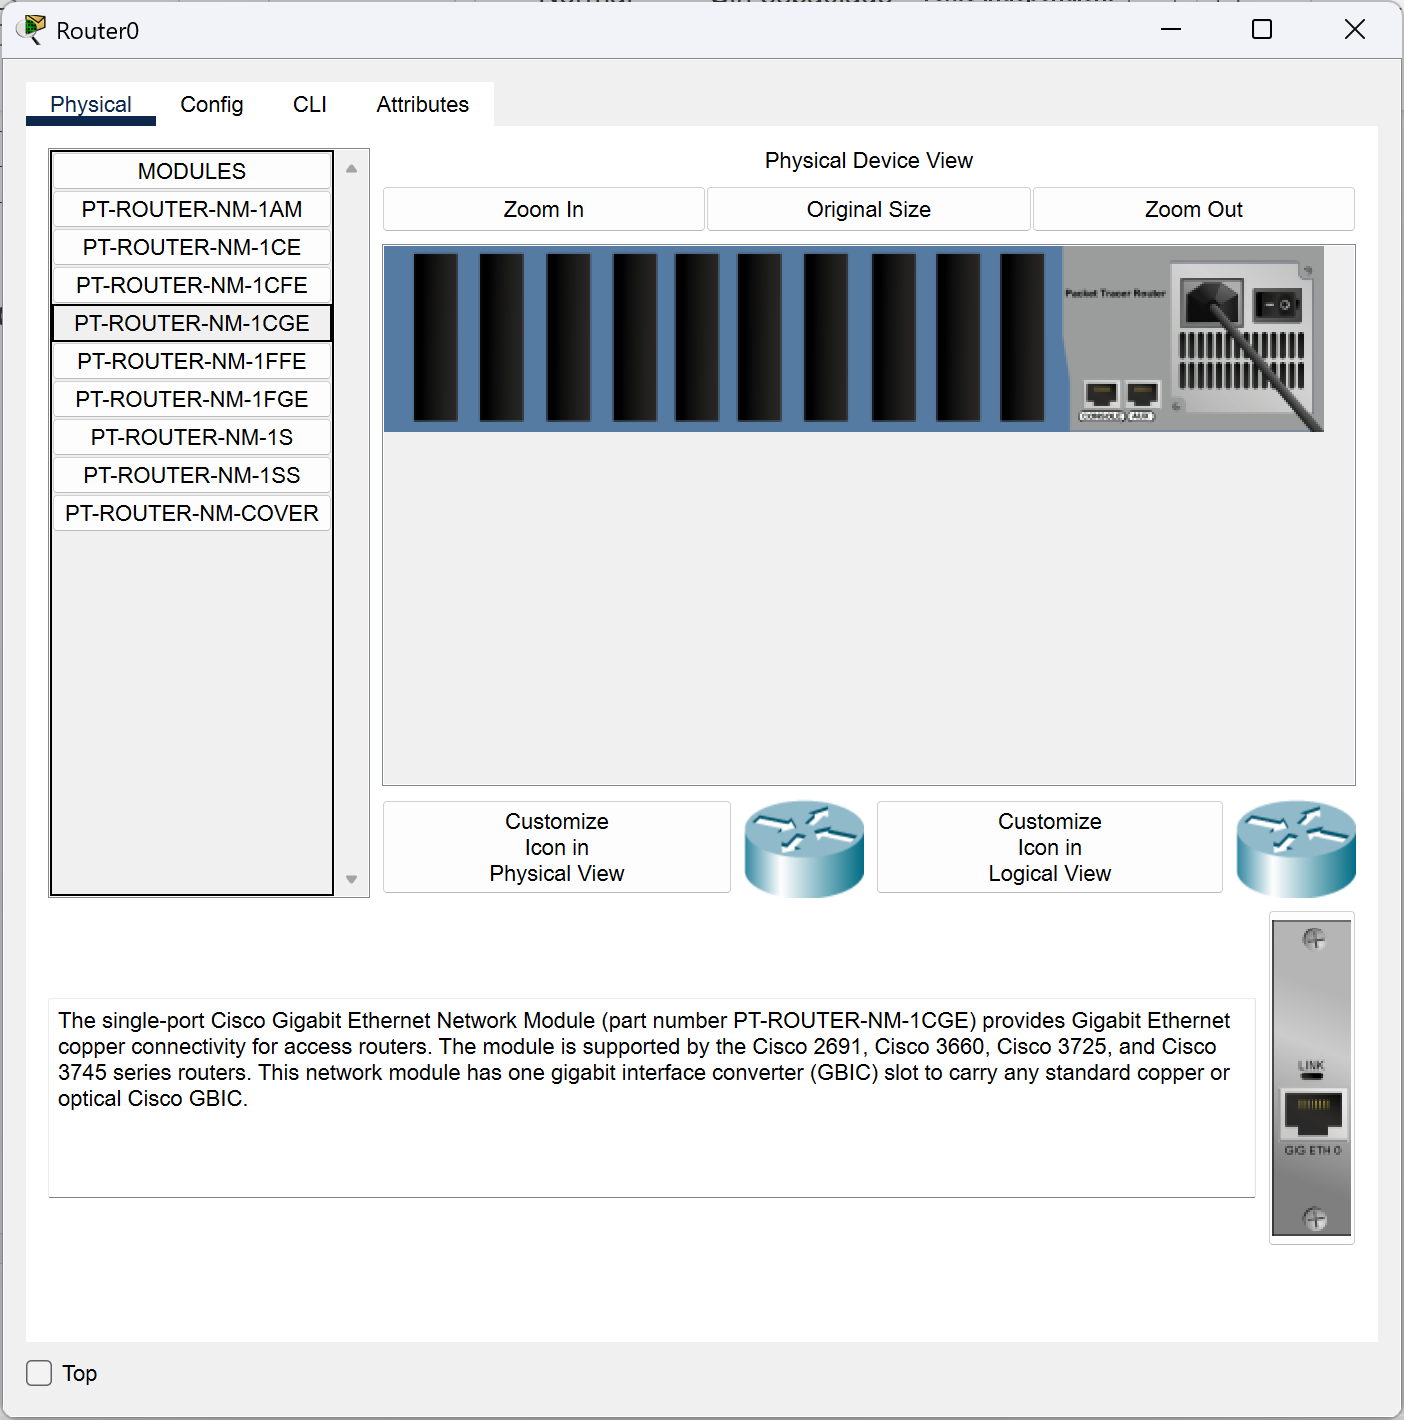 Router0
Physical
Config
CLI
Attributes
MODULES
PT-ROUTER-NM-1AM
PT-ROUTER-NM-1CE
PT-ROUTER-NM-1CFE
PT-ROUTER-NM-1CGE
PT-ROUTER-NM-1FFE
PT-ROUTER-NM-1FGE
PT-ROUTER-NM-1S
PT-ROUTER-NM-1SS
PT-ROUTER-NM-COVER
Physical Device View
Zoom In
Original Size
Zoom Out
Packet Tracer Router
CONSOLE
AUX
Customize
Icon in
Physical View
Customize
Icon in
Logical View
The single-port Cisco Gigabit Ethernet Network Module (part number PT-ROUTER-NM-1CGE) provides Gigabit Ethernet
copper connectivity for access routers. The module is supported by the Cisco 2691, Cisco 3660, Cisco 3725, and Cisco
3745 series routers. This network module has one gigabit interface converter (GBIC) slot to carry any standard copper or
optical Cisco GBIC.
LINK
GIG ETH 0
Top